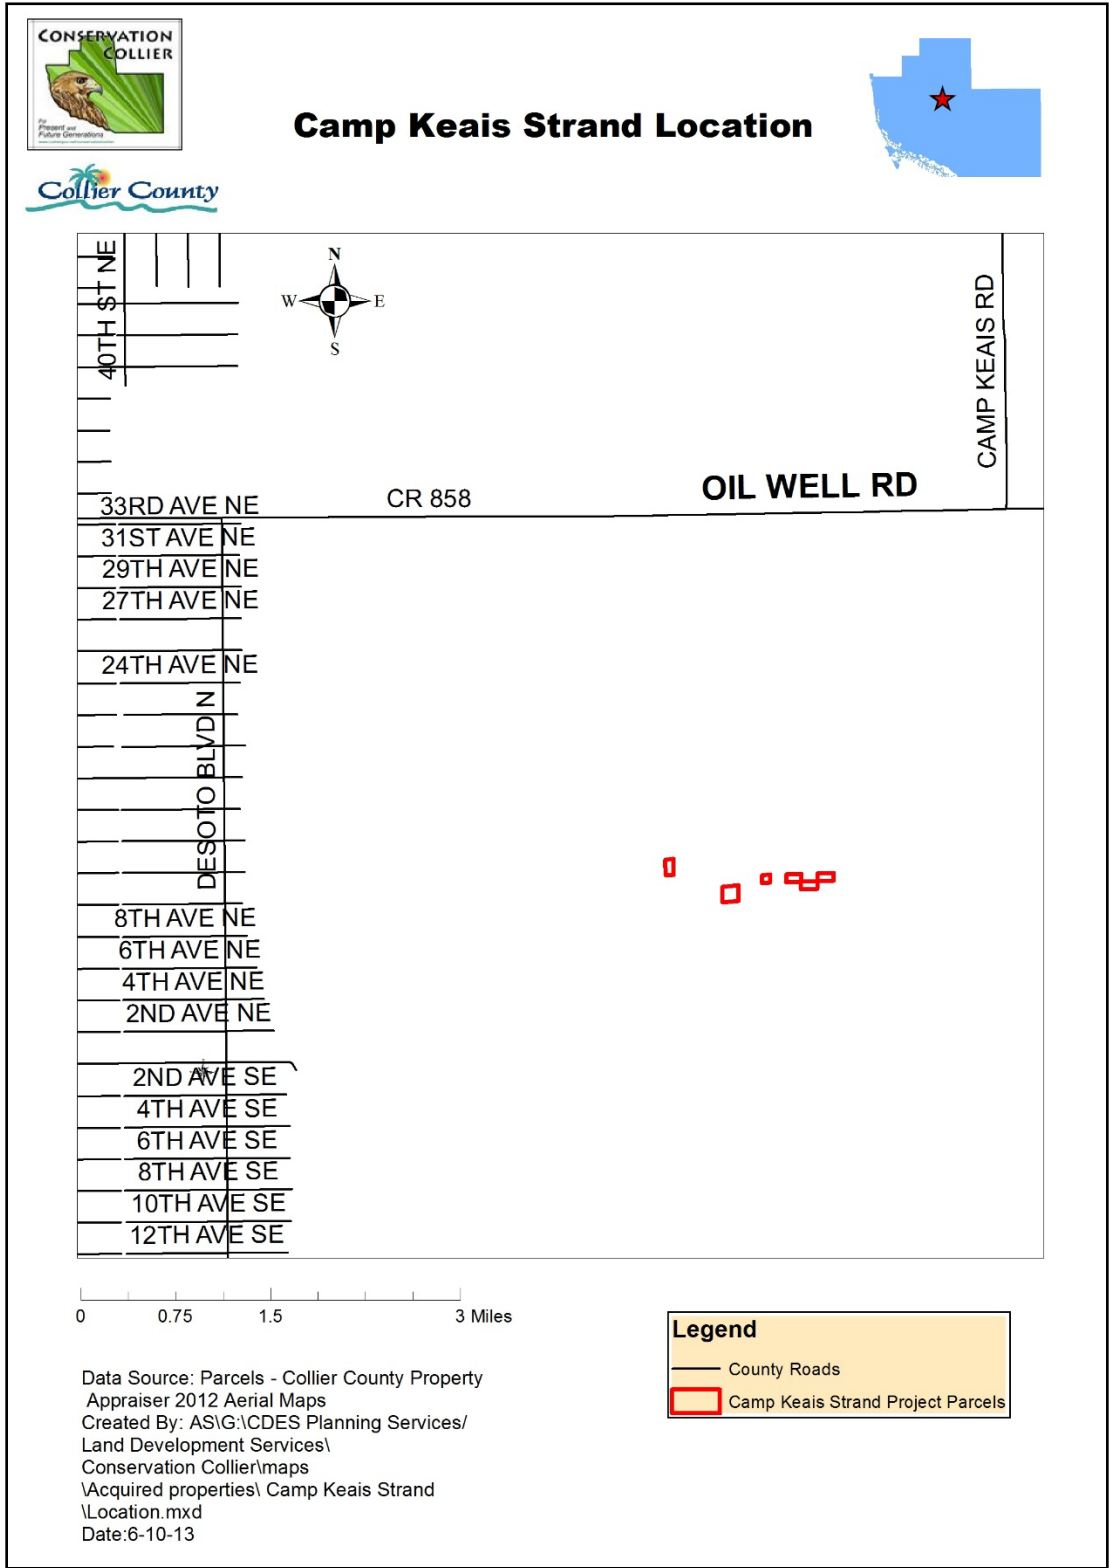 CONSERVATION
COLLIER
For
Present and
Future Generations
Collier County
Camp Keais Strand Location
N
W
E
S
40TH ST NE
CAMP KEAIS RD
OIL WELL RD
CR 858
33RD AVE NE
31ST AVE NE
29TH AVE NE
27TH AVE NE
24TH AVE NE
DESOTO BLVD N
8TH AVE NE
6TH AVE NE
4TH AVE NE
2ND AVE NE
2ND AVE SE
4TH AVE SE
6TH AVE SE
8TH AVE SE
10TH AVE SE
12TH AVE SE
0 0.75 1.5 3 Miles
Legend
County Roads
Camp Keais Strand Project Parcels
Data Source: Parcels - Collier County Property
Appraiser 2012 Aerial Maps
Created By: AS\G:\CDES Planning Services/
Land Development Services\
Conservation Collier\maps
\Acquired properties\ Camp Keais Strand
\Location.mxd
Date:6-10-13